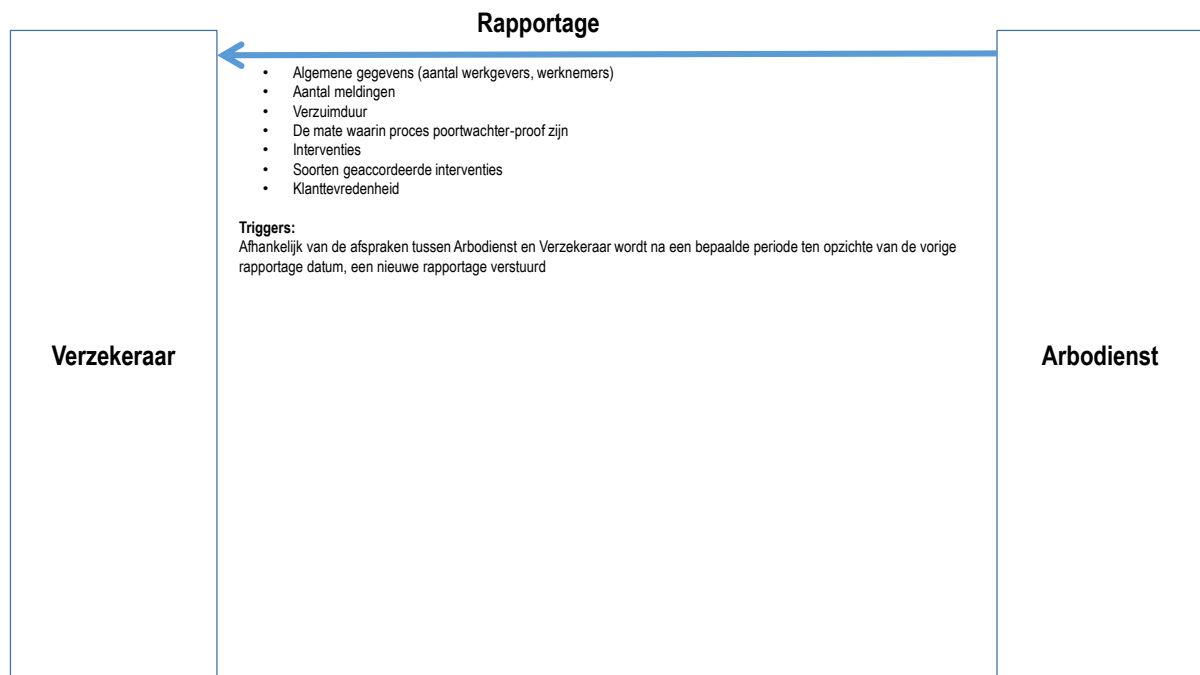 Rapportage
• Algemene gegevens (aantal werkgevers, werknemers)
• Aantal meldingen
• Verzuimduur
• De mate waarin proces poortwachter-proof zijn
• Interventies
• Soorten geaccordeerde interventies
• Klanttevredenheid
Triggers:
Afhankelijk van de afspraken tussen Arbodienst en Verzekeraar wordt na een bepaalde periode ten opzichte van de vorige
rapportage datum, een nieuwe rapportage verstuurd
Verzekeraar
Arbodienst